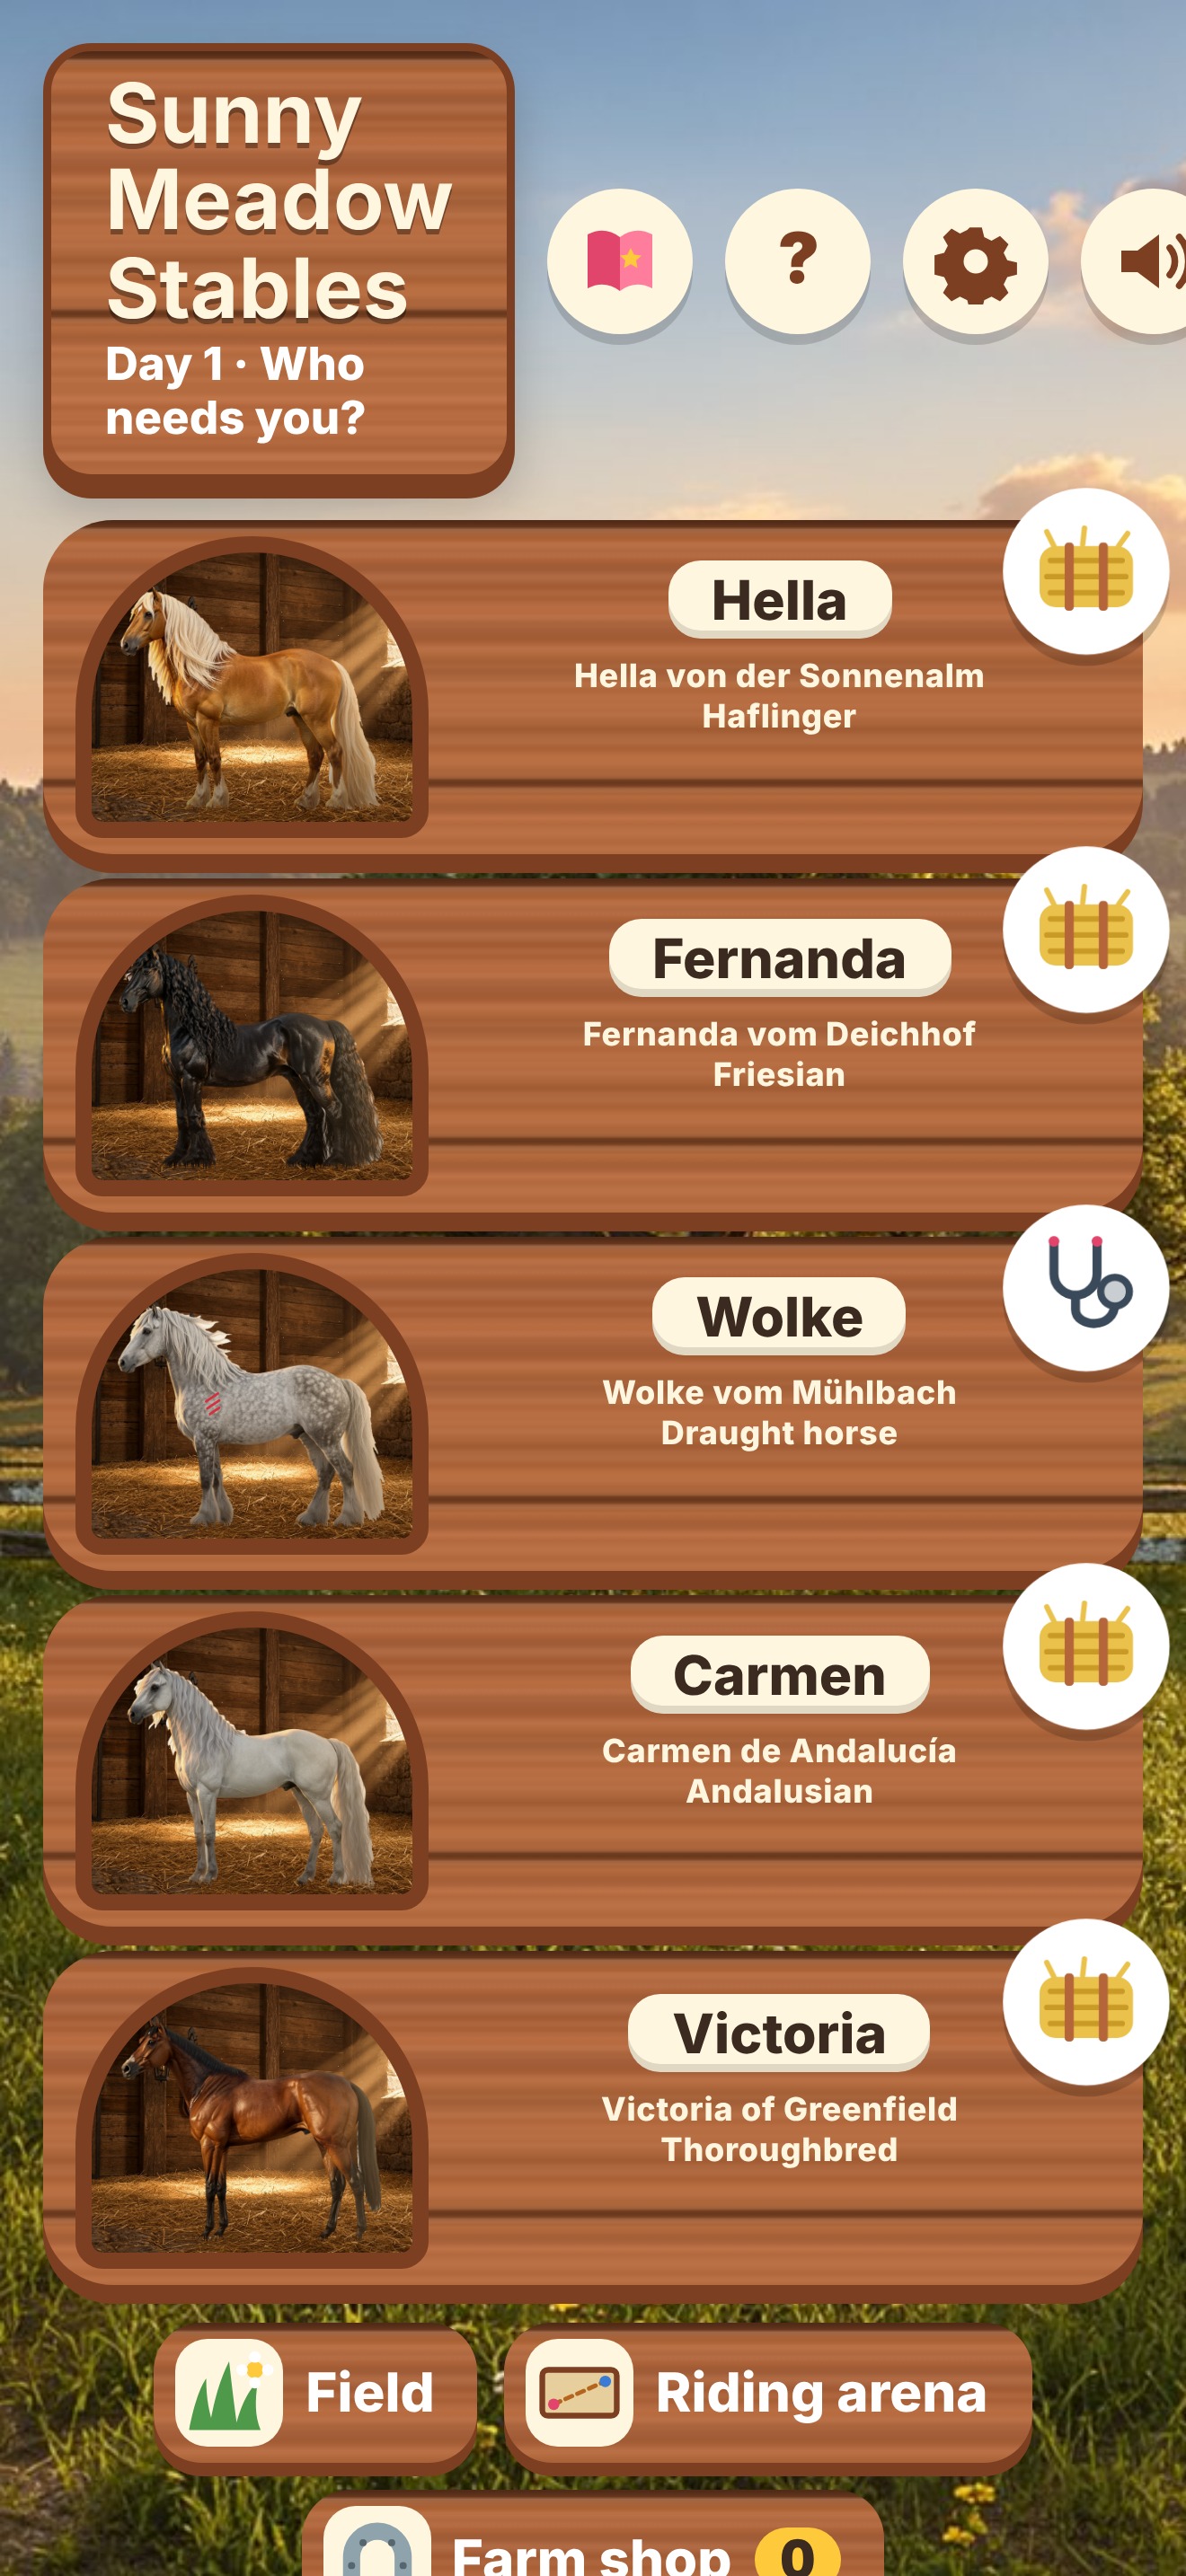 Sunny
Meadow
Stables
Day 1 · Who
needs you?
?
Hella
Hella von der Sonnenalm
Haflinger
Fernanda
Fernanda vom Deichhof
Friesian
Wolke
Wolke vom Mühlbach
Draught horse
Carmen
Carmen de Andalucía
Andalusian
Victoria
Victoria of Greenfield
Thoroughbred
Field
Riding arena
Farm shop 0